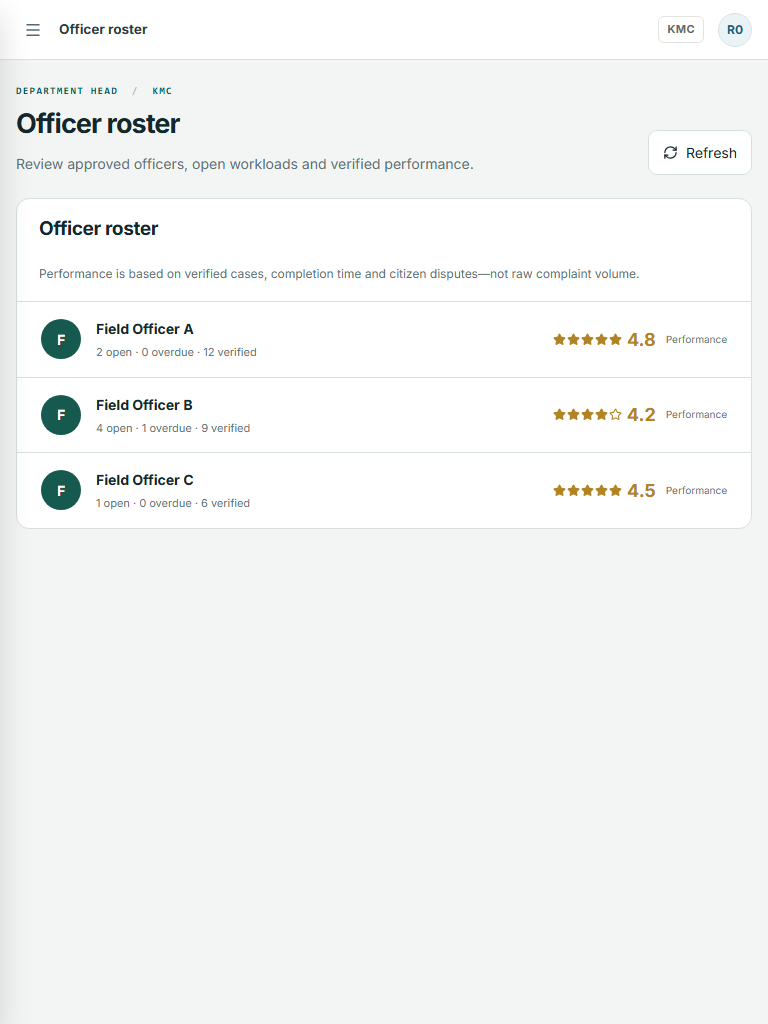 Officer roster
KMC
RO
DEPARTMENT HEAD / KMC
Officer roster
Review approved officers, open workloads and verified performance.
Refresh
Officer roster
Performance is based on verified cases, completion time and citizen disputes—not raw complaint volume.
F
Field Officer A
2 open · 0 overdue · 12 verified
4.8 Performance
F
Field Officer B
4 open · 1 overdue · 9 verified
4.2 Performance
F
Field Officer C
1 open · 0 overdue · 6 verified
4.5 Performance